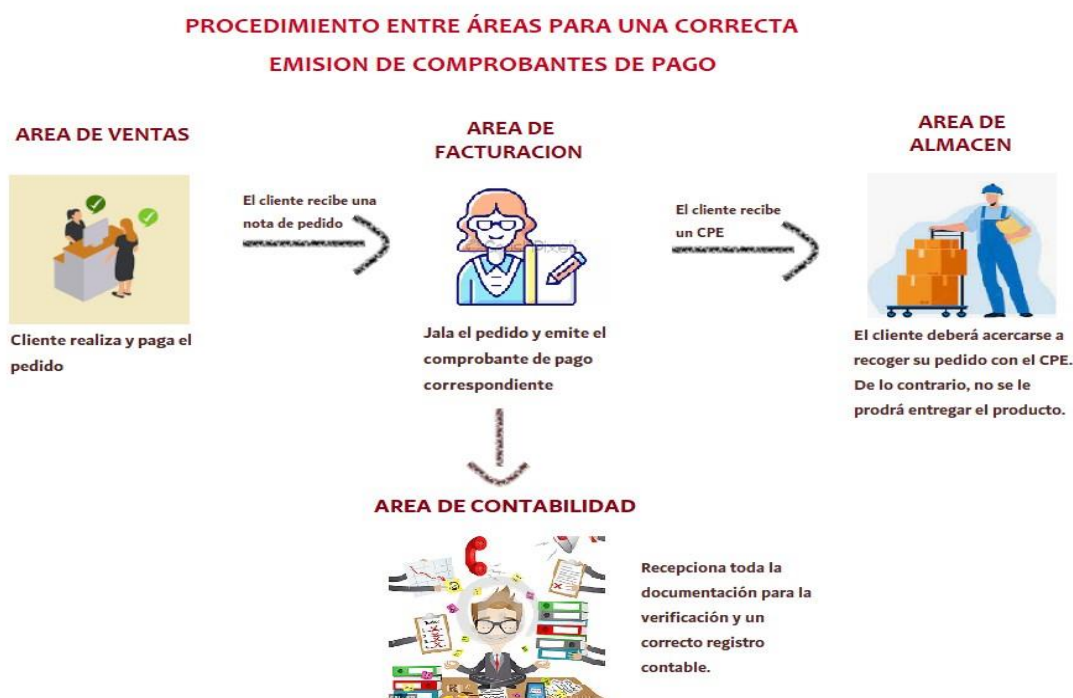 PROCEDIMIENTO ENTRE ÁREAS PARA UNA CORRECTA
EMISION DE COMPROBANTES DE PAGO
AREA DE VENTAS
Cliente realiza y paga el
pedido
El cliente recibe una
nota de pedido
AREA DE
FACTURACION
Jala el pedido y emite el
comprobante de pago
correspondiente
El cliente recibe
un CPE
AREA DE
ALMACEN
El cliente deberá acercarse a
recoger su pedido con el CPE.
De lo contrario, no se le
prodrá entregar el producto.
AREA DE CONTABILIDAD
Recepciona toda la
documentación para la
verificación y un
correcto registro
contable.